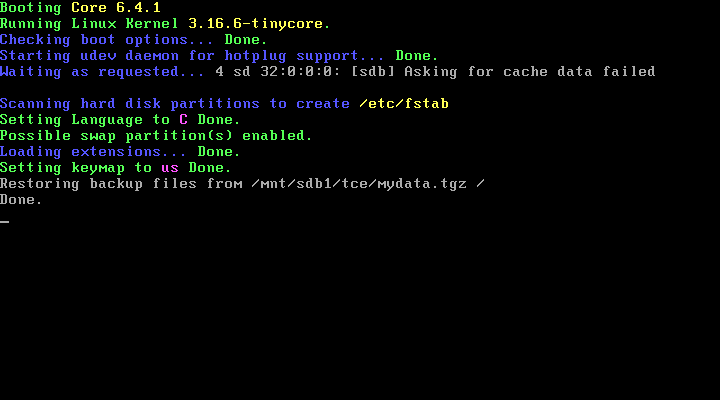 Booting Core 6.4.1
Running Linux Kernel 3.16.6-tinycore.
Checking boot options... Done.
Starting udev daemon for hotplug support... Done.
Waiting as requested... 4 sd 32:0:0:0: [sdb] Asking for cache data failed
Scanning hard disk partitions to create /etc/fstab
Setting Language to C Done.
Possible swap partition(s) enabled.
Loading extensions... Done.
Setting keymap to us Done.
Restoring backup files from /mnt/sdb1/tce/mydata.tgz /
Done.